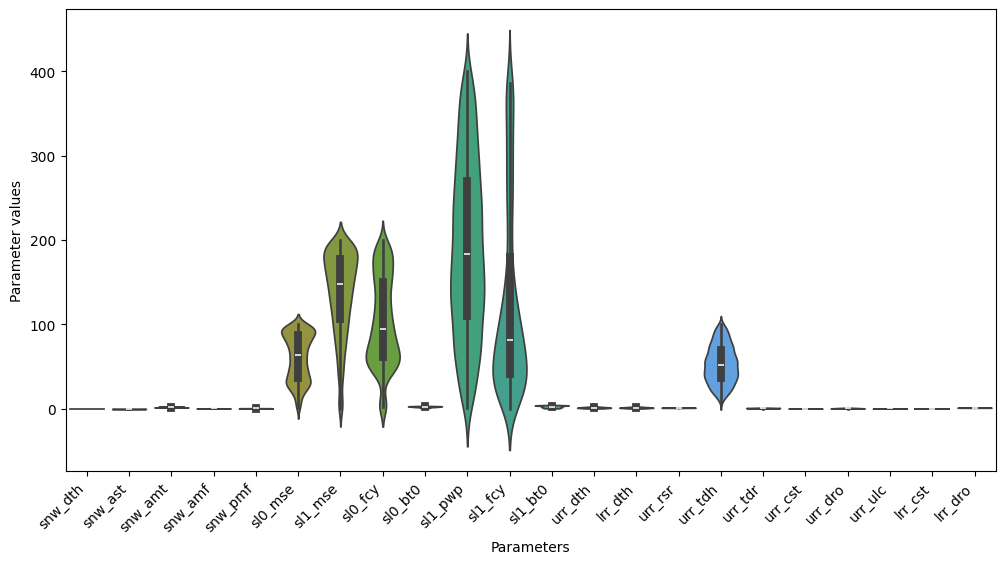 Parameter values
400
300
200
100
0
snw_dth
snw_ast
snw_amt
snw_amf
snw_pmf
sl0_mse
sl1_mse
sl0_fcy
sl0_bt0
sl1_pwp
sl1_fcy
sl1_bt0
urr_dth
lrr_dth
urr_rsr
urr_tdh
urr_tdr
urr_cst
urr_dro
urr_ulc
lrr_cst
lrr_dro
Parameters